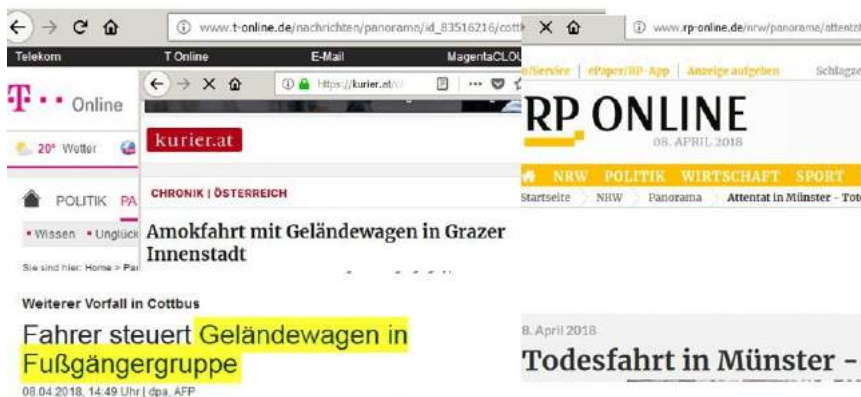 www.t-online.de/nachrichten/panorama/id_83516216/cott
Telekom T Online E-Mail MagentaCLOU
T Online
20° Wetter
POLITIK PA
Wissen Unglück
Sie sind hier: Home > Pa
https://kurier.at/
kurier.at
CHRONIK | ÖSTERREICH
Amokfahrt mit Geländewagen in Grazer
Innenstadt
Weiterer Vorfall in Cottbus
Fahrer steuert Geländewagen in
Fußgängergruppe
08.04.2018, 14:49 Uhr | dpa, AFP
www.rp-online.de/nrw/panorama/attentat
o/Service ePaper/RP-App Anzeige aufgeben Schlagze
RP ONLINE
08. APRIL 2018
NRW POLITIK WIRTSCHAFT SPORT
Startseite NRW Panorama Attentat in Münster - Tote
8. April 2018
Todesfahrt in Münster -